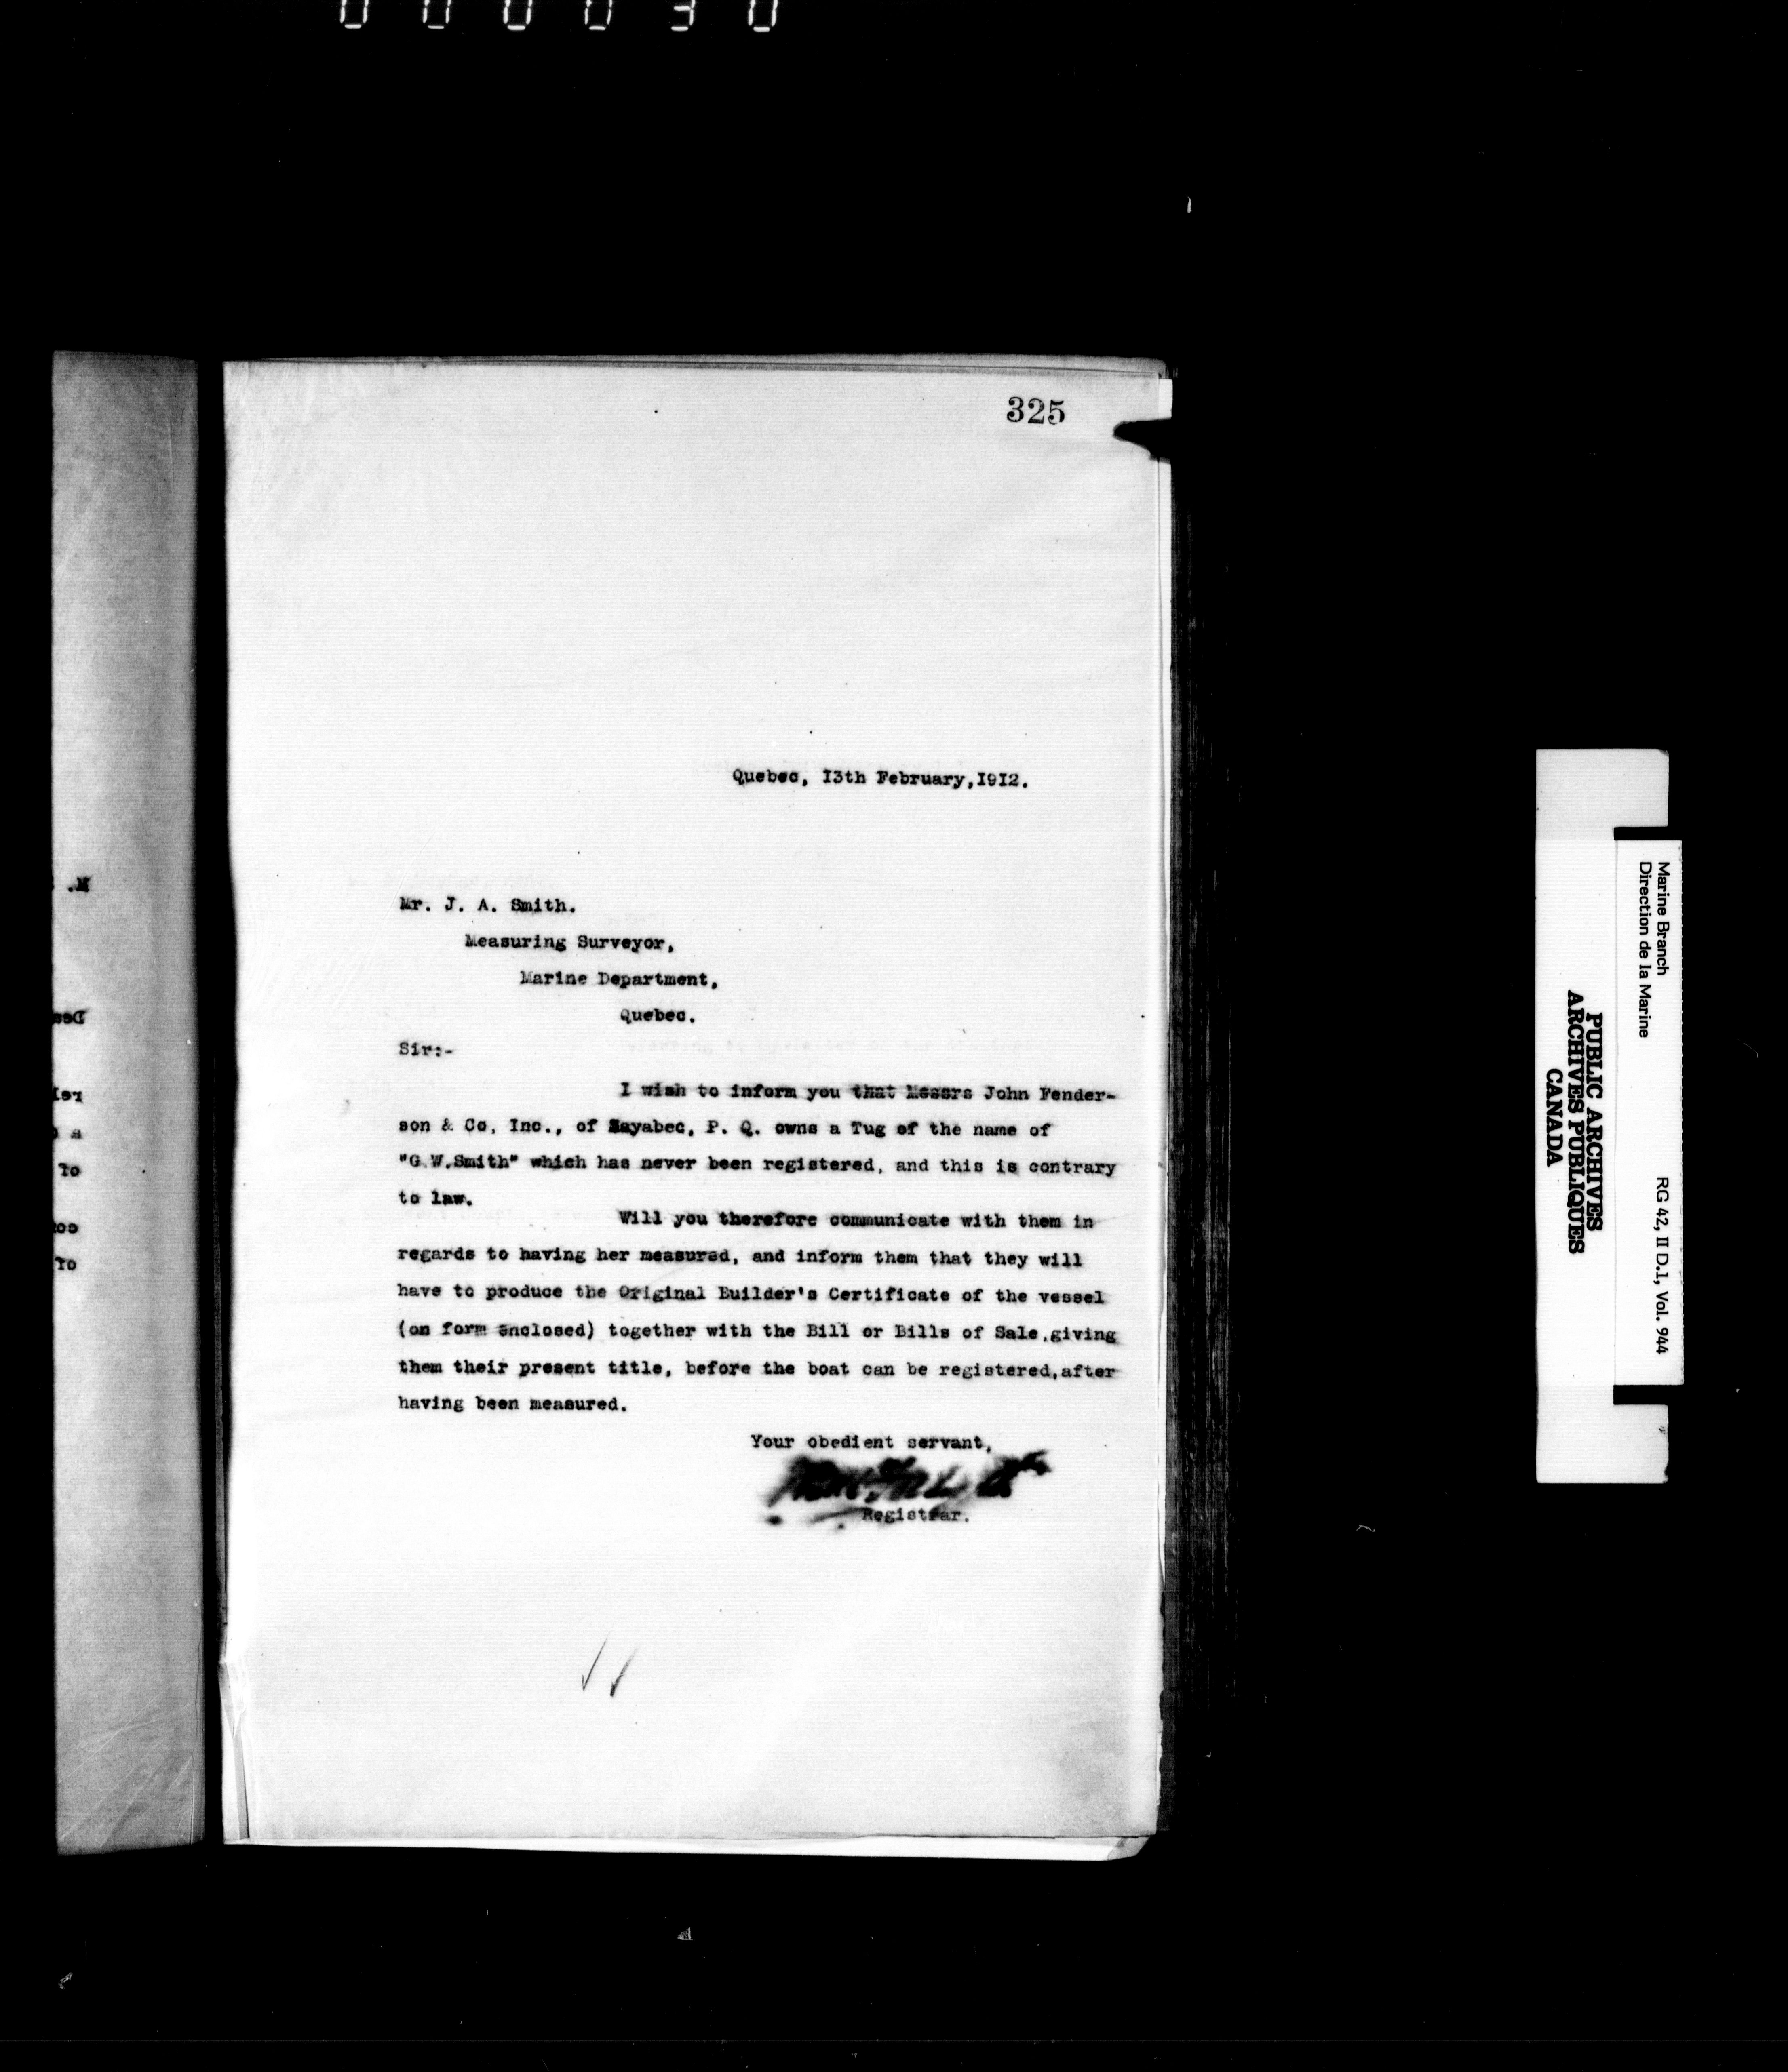 000030
325
Quebec, I3th February,I9I2.
Mr. J. A. Smith.
Measuring Surveyor,
Marine Department,
Quebec.
Sir:-
I wish to inform you that Messrs John Fender-
son & Co, Inc., of Sayabec, P. Q. owns a Tug of the name of
"G.W.Smith" which has never been registered, and this is contrary
to law.
Will you therefore communicate with them in
regards to having her measured, and inform them that they will
have to produce the Original Builder's Certificate of the vessel
(on form enclosed) together with the Bill or Bills of Sale,giving
them their present title, before the boat can be registered,after
having been measured.
Your obedient servant,
Registrar.
Marine Branch
Direction de la Marine
RG 42, II D.1, Vol. 944
PUBLIC ARCHIVES
ARCHIVES PUBLIQUES
CANADA